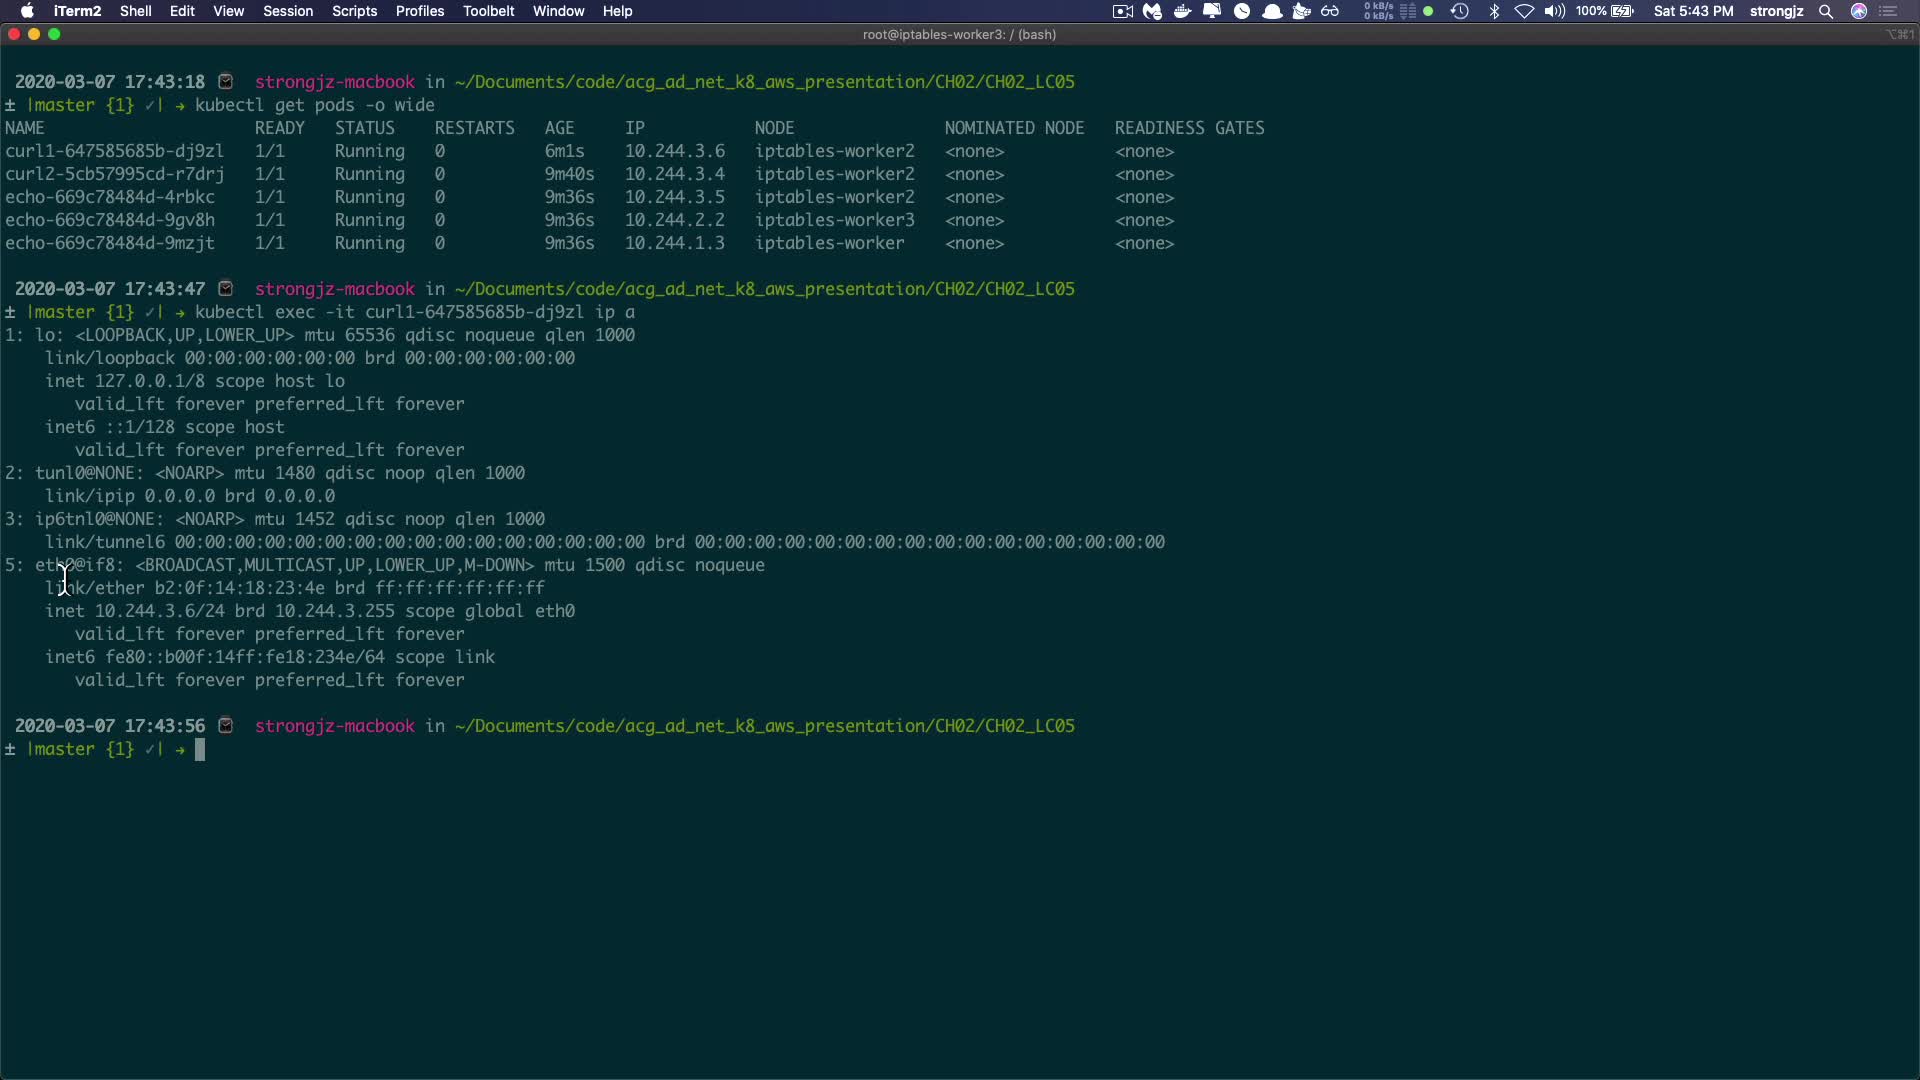 iTerm2 Shell Edit View Session Scripts Profiles Toolbelt Window Help 0 kB/s 0 kB/s 100% Sat 5:43 PM strongjz
root@iptables-worker3: / (bash) ⌥⌘1
2020-03-07 17:43:18 strongjz-macbook in ~/Documents/code/acg_ad_net_k8_aws_presentation/CH02/CH02_LC05
± |master {1} ✓| → kubectl get pods -o wide
NAME READY STATUS RESTARTS AGE IP NODE NOMINATED NODE READINESS GATES
curl1-647585685b-dj9zl 1/1 Running 0 6m1s 10.244.3.6 iptables-worker2 <none> <none>
curl2-5cb57995cd-r7drj 1/1 Running 0 9m40s 10.244.3.4 iptables-worker2 <none> <none>
echo-669c78484d-4rbkc 1/1 Running 0 9m36s 10.244.3.5 iptables-worker2 <none> <none>
echo-669c78484d-9gv8h 1/1 Running 0 9m36s 10.244.2.2 iptables-worker3 <none> <none>
echo-669c78484d-9mzjt 1/1 Running 0 9m36s 10.244.1.3 iptables-worker <none> <none>
2020-03-07 17:43:47 strongjz-macbook in ~/Documents/code/acg_ad_net_k8_aws_presentation/CH02/CH02_LC05
± |master {1} ✓| → kubectl exec -it curl1-647585685b-dj9zl ip a
1: lo: <LOOPBACK,UP,LOWER_UP> mtu 65536 qdisc noqueue qlen 1000
link/loopback 00:00:00:00:00:00 brd 00:00:00:00:00:00
inet 127.0.0.1/8 scope host lo
valid_lft forever preferred_lft forever
inet6 ::1/128 scope host
valid_lft forever preferred_lft forever
2: tunl0@NONE: <NOARP> mtu 1480 qdisc noop qlen 1000
link/ipip 0.0.0.0 brd 0.0.0.0
3: ip6tnl0@NONE: <NOARP> mtu 1452 qdisc noop qlen 1000
link/tunnel6 00:00:00:00:00:00:00:00:00:00:00:00:00:00:00:00 brd 00:00:00:00:00:00:00:00:00:00:00:00:00:00:00:00
5: eth0@if8: <BROADCAST,MULTICAST,UP,LOWER_UP,M-DOWN> mtu 1500 qdisc noqueue
link/ether b2:0f:14:18:23:4e brd ff:ff:ff:ff:ff:ff
inet 10.244.3.6/24 brd 10.244.3.255 scope global eth0
valid_lft forever preferred_lft forever
inet6 fe80::b00f:14ff:fe18:234e/64 scope link
valid_lft forever preferred_lft forever
2020-03-07 17:43:56 strongjz-macbook in ~/Documents/code/acg_ad_net_k8_aws_presentation/CH02/CH02_LC05
± |master {1} ✓| →